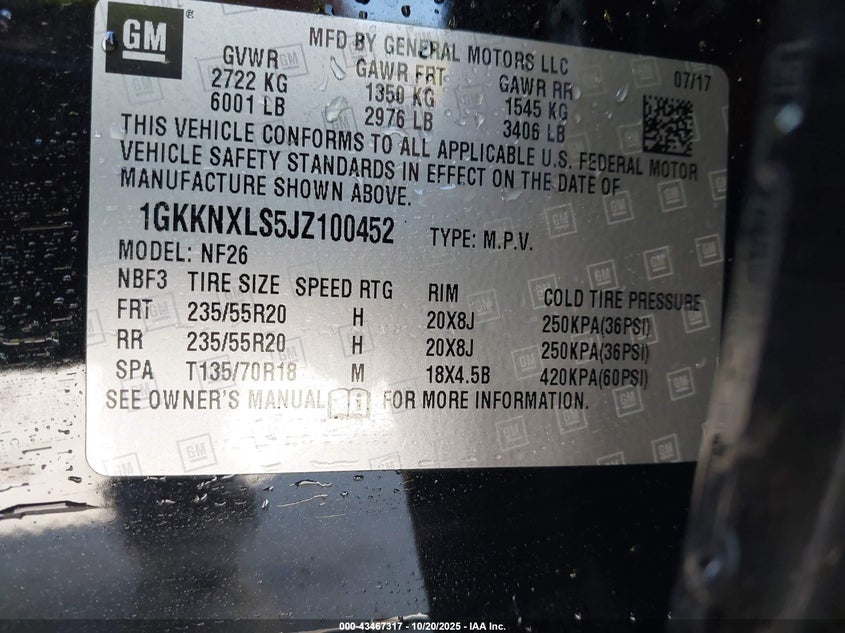 GM ®
MFD BY GENERAL MOTORS LLC
GVWR GAWR FRT GAWR RR 07/17
2722 KG 1350 KG 1545 KG
6001 LB 2976 LB 3406 LB
THIS VEHICLE CONFORMS TO ALL APPLICABLE U.S. FEDERAL MOTOR
VEHICLE SAFETY STANDARDS IN EFFECT ON THE DATE OF
MANUFACTURE SHOWN ABOVE.
1GKKNXLS5JZ100452 TYPE: M.P.V.
MODEL: NF26
NBF3 TIRE SIZE SPEED RTG RIM COLD TIRE PRESSURE
FRT 235/55R20 H 20X8J 250KPA(36PSI)
RR 235/55R20 H 20X8J 250KPA(36PSI)
SPA T135/70R18 M 18X4.5B 420KPA(60PSI)
SEE OWNER'S MANUAL i FOR MORE INFORMATION.
000-43467317 - 10/20/2025 - IAA Inc.